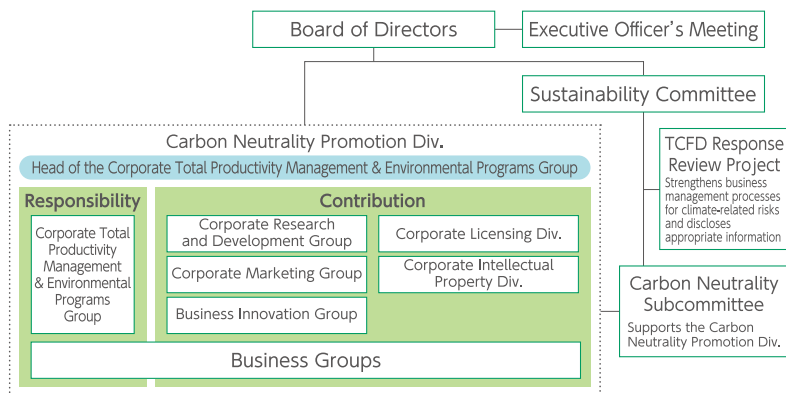 Board of Directors
Executive Officer's Meeting
Sustainability Committee
Carbon Neutrality Promotion Div.
Head of the Corporate Total Productivity Management & Environmental Programs Group
Responsibility
Corporate Total
Productivity
Management
& Environmental
Programs
Group
Contribution
Corporate Research
and Development Group
Corporate Licensing Div.
Corporate Marketing Group
Corporate Intellectual
Property Div.
Business Innovation Group
Business Groups
TCFD Response
Review Project
Strengthens business
management processes
for climate-related risks
and discloses
appropriate information
Carbon Neutrality
Subcommittee
Supports the Carbon
Neutrality Promotion Div.